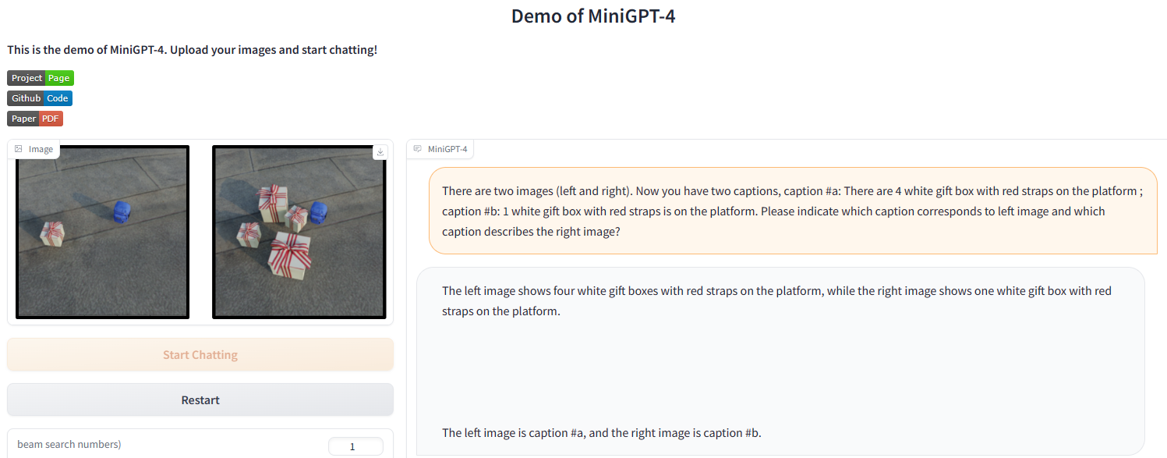 Demo of MiniGPT-4
This is the demo of MiniGPT-4. Upload your images and start chatting!
Project Page
Github Code
Paper PDF
Image
MiniGPT-4
There are two images (left and right). Now you have two captions, caption #a: There are 4 white gift box with red straps on the platform ;
caption #b: 1 white gift box with red straps is on the platform. Please indicate which caption corresponds to left image and which
caption describes the right image?
The left image shows four white gift boxes with red straps on the platform, while the right image shows one white gift box with red
straps on the platform.
The left image is caption #a, and the right image is caption #b.
Start Chatting
Restart
beam search numbers)
1